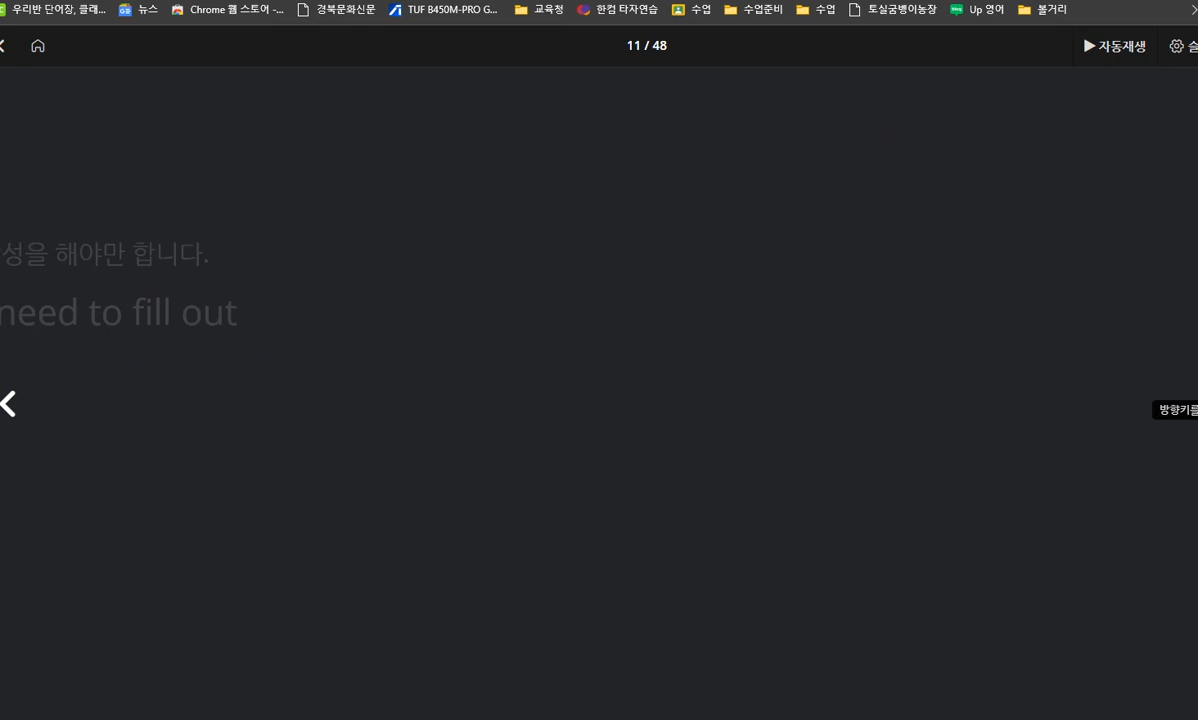 우리반 단어장, 클래... 뉴스 Chrome 웹 스토어 -... 경북문화신문 TUF B450M-PRO G... 교육청 한컴 타자연습 수업 수업준비 수업 토실굼벵이농장 Up 영어 볼거리
11 / 48 자동재생
성을 해야만 합니다.
need to fill out
방향키를